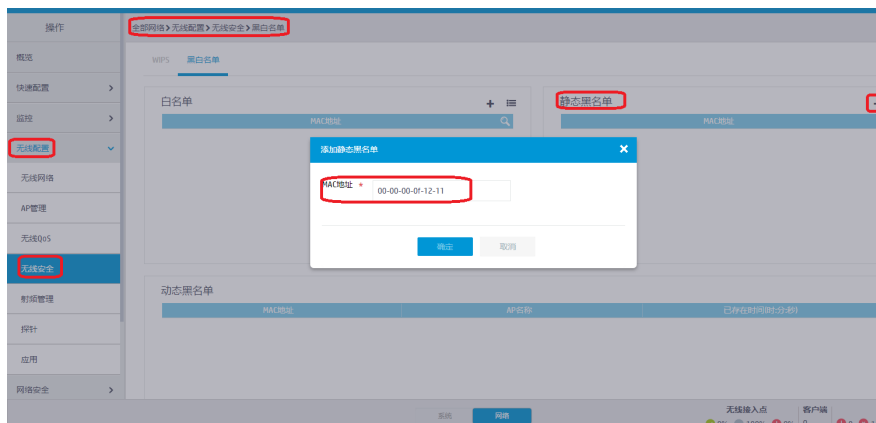 操作
全部网络>无线配置>无线安全>黑白名单
概览
WIPS 黑白名单
快速配置
白名单
静态黑名单
监控
MAC地址
MAC地址
无线配置
添加静态黑名单
无线网络
MAC地址 * 00-00-00-0f-12-11
AP管理
无线QoS
确定 取消
无线安全
动态黑名单
射频管理
MAC地址 AP名称 已存在时间(时:分:秒)
探针
应用
网络安全
系统 网络
无线接入点 客户端